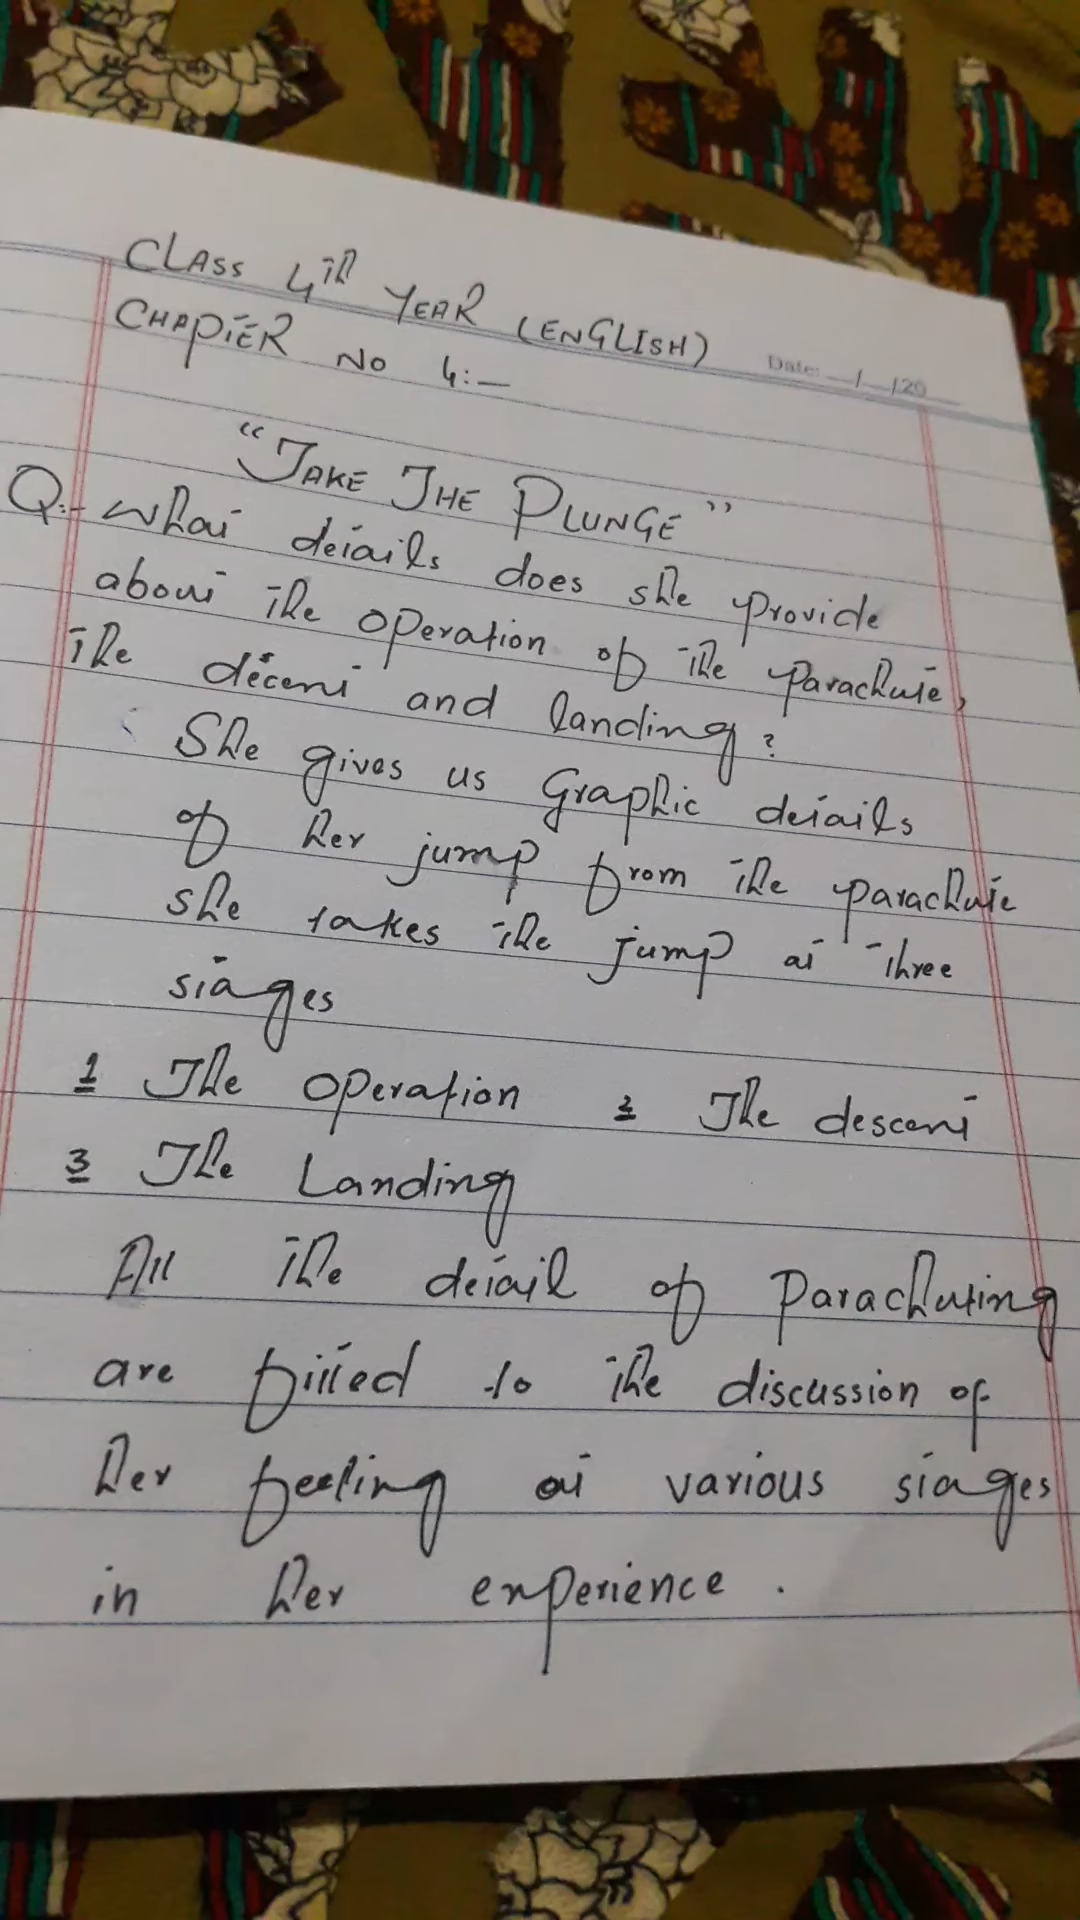 CLASS 4th YEAR (ENGLISH)
Date: __/__/20__
CHAPTER NO 4:-
"TAKE THE PLUNGE"
Q:- What details does she provide
about the operation of the parachute,
the decent and landing?
She gives us Graphic details
of her jump from the parachute
she takes the jump at three
stages
1 The operation 2 The descent
3 The Landing
All the detail of Parachuting
are fitted to the discussion of
her feeling at various stages
in her experience.